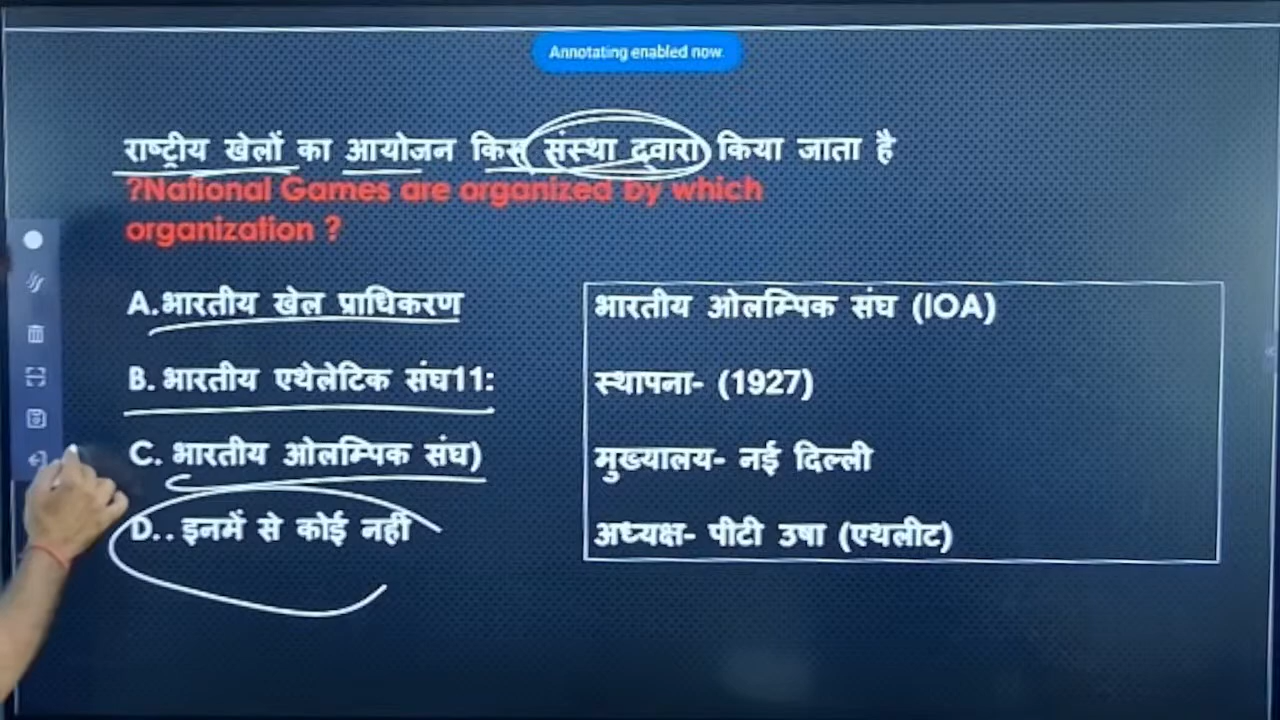 Annotating enabled now.
राष्ट्रीय खेलों का आयोजन किस संस्था द्वारा किया जाता है
?National Games are organized by which
organization ?
A.भारतीय खेल प्राधिकरण
B. भारतीय एथेलेटिक संघ11:
C. भारतीय ओलम्पिक संघ)
D.. इनमें से कोई नहीं
भारतीय ओलम्पिक संघ (IOA)
स्थापना- (1927)
मुख्यालय- नई दिल्ली
अध्यक्ष- पीटी उषा (एथलीट)